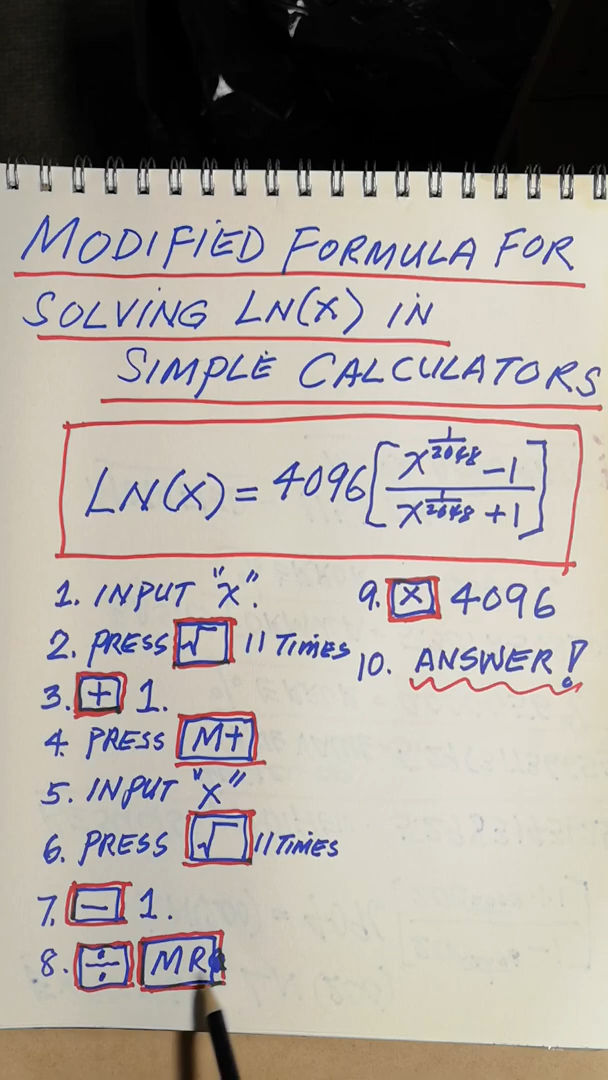 MODIFIED FORMULA FOR
SOLVING LN(X) IN
SIMPLE CALCULATORS
LN(X) = 4096 [ (X^(1/2048) - 1) / (X^(1/2048) + 1) ]
1. INPUT "X".
2. PRESS √ 11 TIMES
3. + 1.
4. PRESS M+
5. INPUT "X"
6. PRESS √ 11 TIMES
7. - 1.
8. ÷ MR
9. X 4096
10. ANSWER!